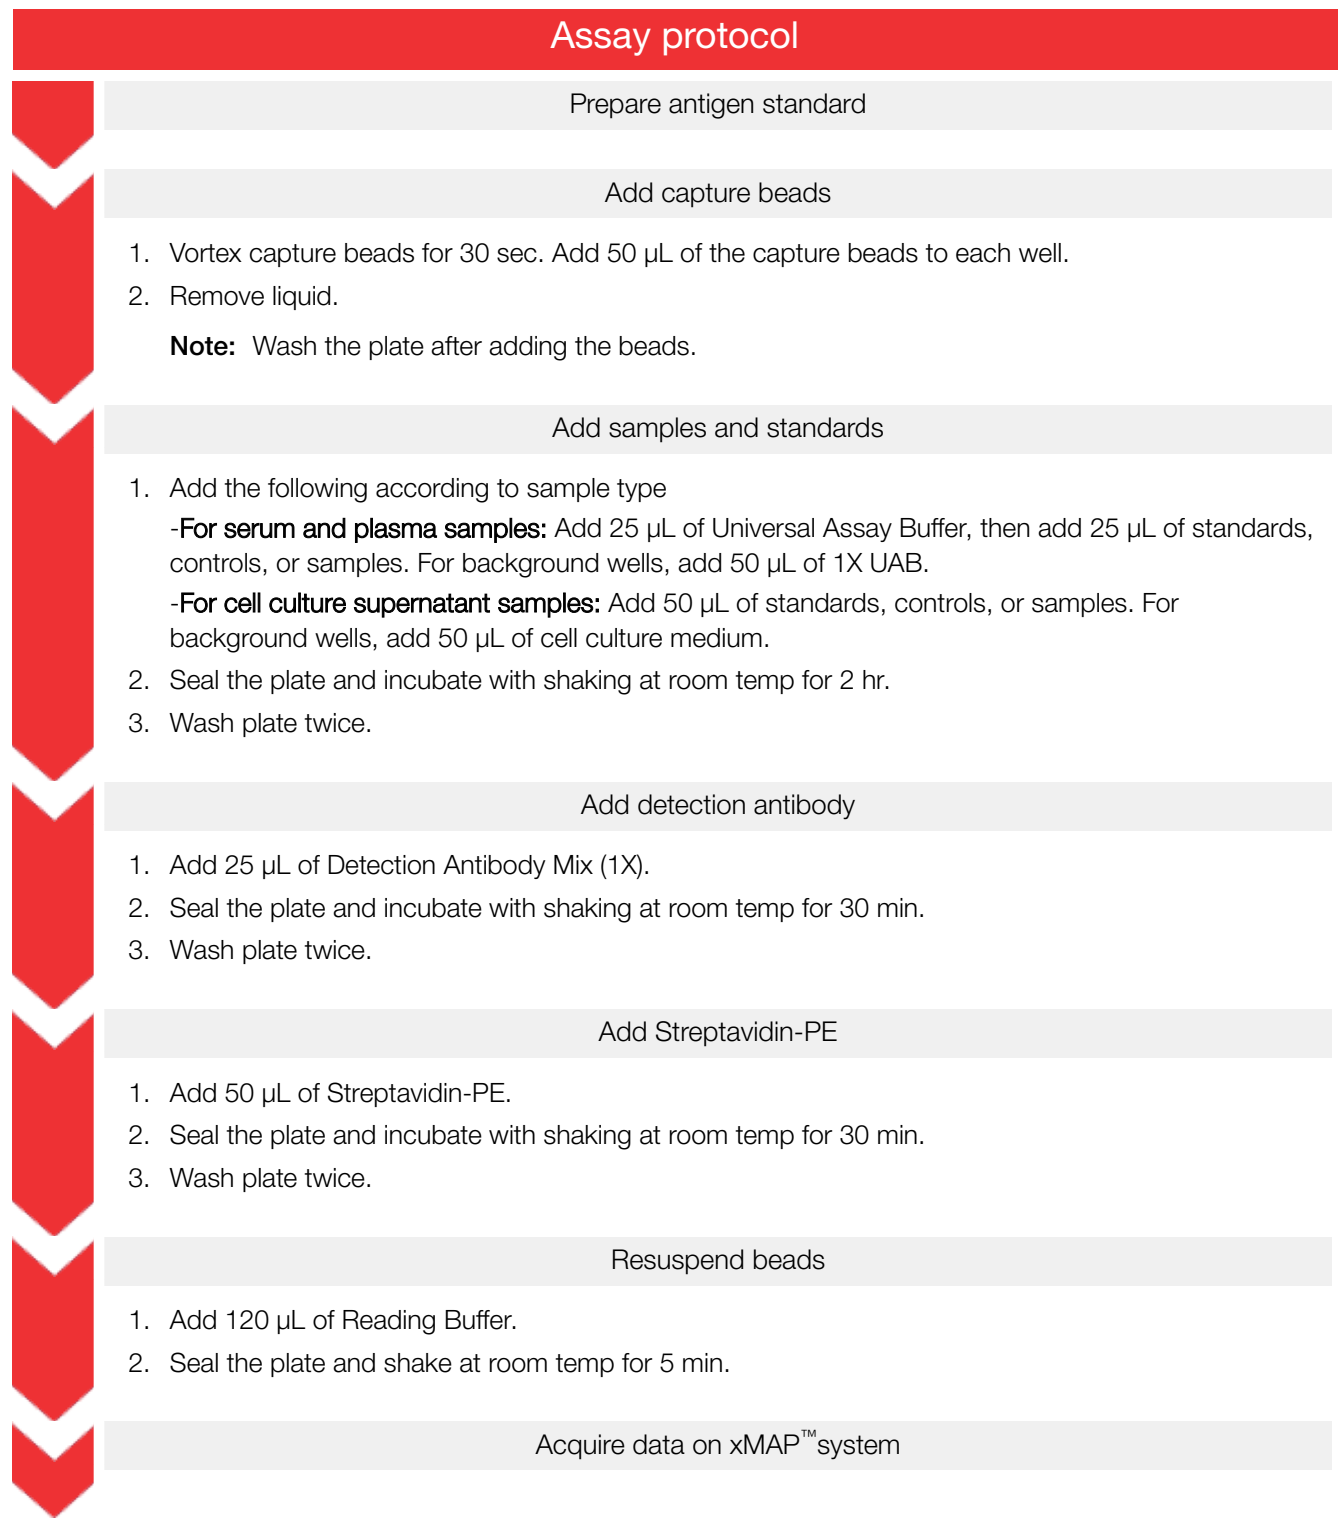 Assay protocol
Prepare antigen standard
Add capture beads
1. Vortex capture beads for 30 sec. Add 50 µL of the capture beads to each well.
2. Remove liquid.
Note: Wash the plate after adding the beads.
Add samples and standards
1. Add the following according to sample type
-For serum and plasma samples: Add 25 µL of Universal Assay Buffer, then add 25 µL of standards,
controls, or samples. For background wells, add 50 µL of 1X UAB.
-For cell culture supernatant samples: Add 50 µL of standards, controls, or samples. For
background wells, add 50 µL of cell culture medium.
2. Seal the plate and incubate with shaking at room temp for 2 hr.
3. Wash plate twice.
Add detection antibody
1. Add 25 µL of Detection Antibody Mix (1X).
2. Seal the plate and incubate with shaking at room temp for 30 min.
3. Wash plate twice.
Add Streptavidin-PE
1. Add 50 µL of Streptavidin-PE.
2. Seal the plate and incubate with shaking at room temp for 30 min.
3. Wash plate twice.
Resuspend beads
1. Add 120 µL of Reading Buffer.
2. Seal the plate and shake at room temp for 5 min.
Acquire data on xMAP™system